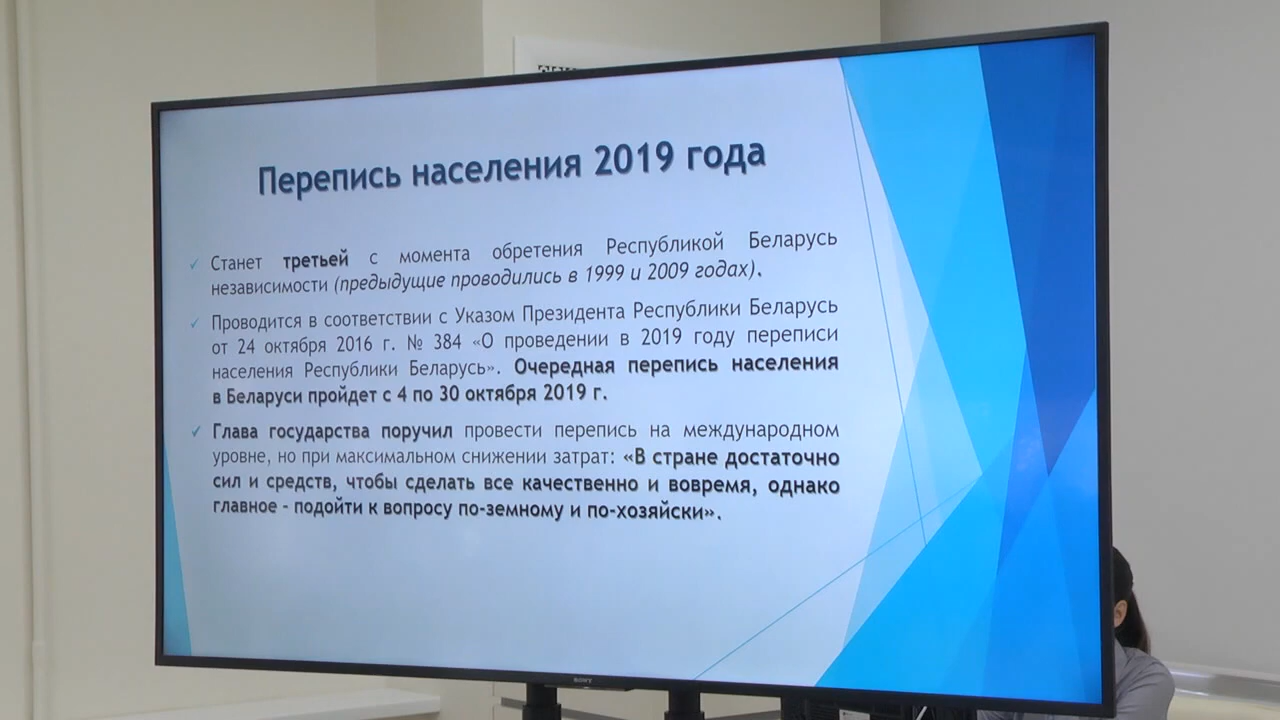 Перепись населения 2019 года
Станет третьей с момента обретения Республикой Беларусь
независимости (предыдущие проводились в 1999 и 2009 годах).
Проводится в соответствии с Указом Президента Республики Беларусь
от 24 октября 2016 г. № 384 «О проведении в 2019 году переписи
населения Республики Беларусь». Очередная перепись населения
в Беларуси пройдет с 4 по 30 октября 2019 г.
Глава государства поручил провести перепись на международном
уровне, но при максимальном снижении затрат: «В стране достаточно
сил и средств, чтобы сделать все качественно и вовремя, однако
главное - подойти к вопросу по-земному и по-хозяйски».
SONY